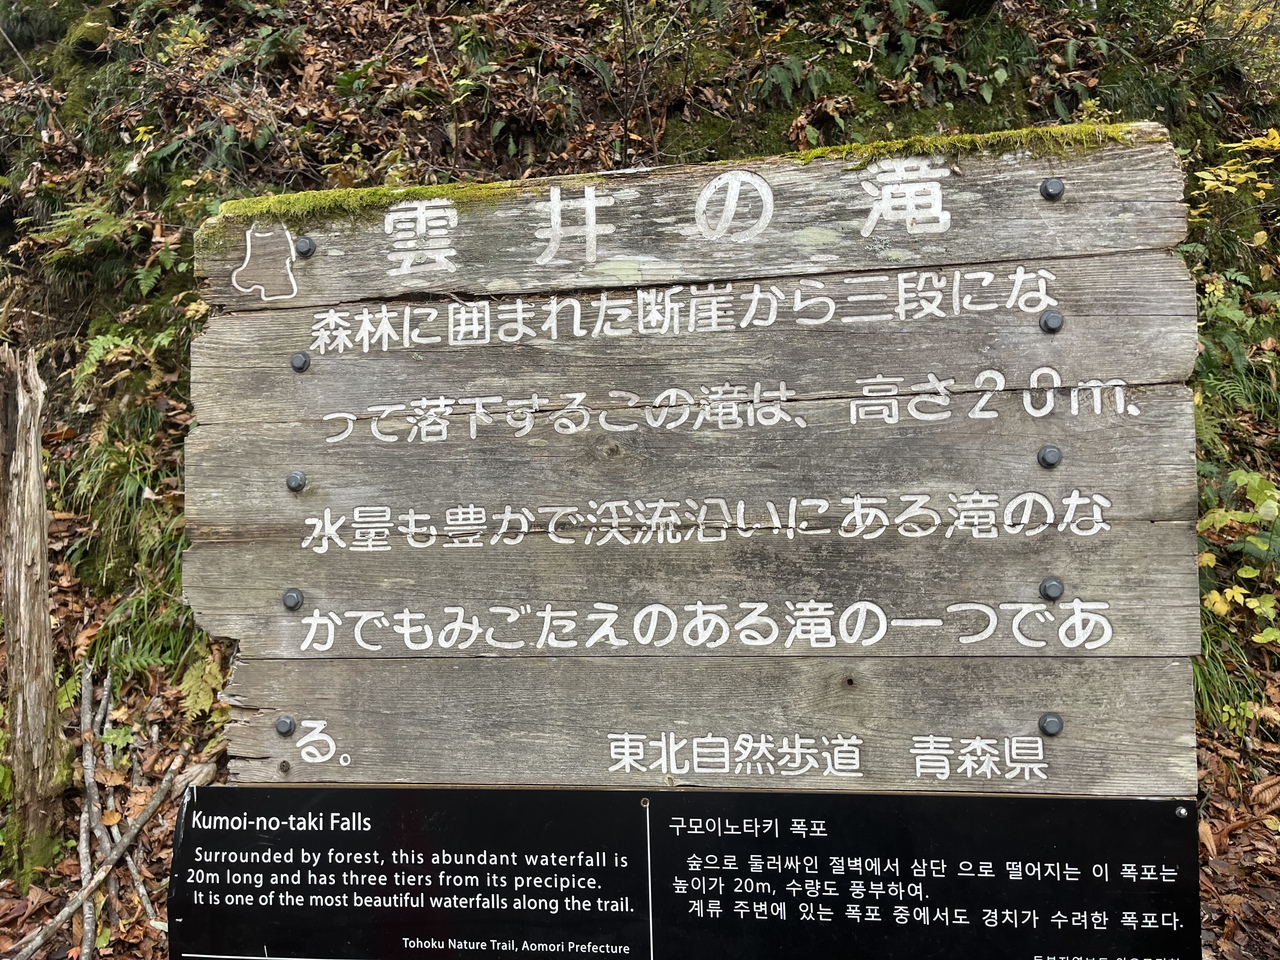 雲井の滝
森林に囲まれた断崖から三段にな
って落下するこの滝は、高さ20m、
水量も豊かで渓流沿いにある滝のな
かでもみごたえのある滝の一つであ
る。
東北自然歩道　青森県
Kumoi-no-taki Falls
Surrounded by forest, this abundant waterfall is
20m long and has three tiers from its precipice.
It is one of the most beautiful waterfalls along the trail.
Tohoku Nature Trail, Aomori Prefecture
구모이노타키 폭포
숲으로 둘러싸인 절벽에서 삼단 으로 떨어지는 이 폭포는
높이가 20m, 수량도 풍부하여.
계류 주변에 있는 폭포 중에서도 경치가 수려한 폭포다.